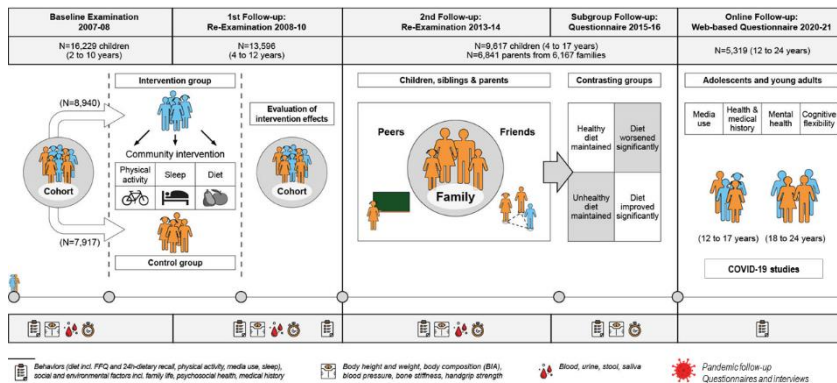 Baseline Examination
2007-08
1st Follow-up:
Re-Examination 2008-10
2nd Follow-up:
Re-Examination 2013-14
Subgroup Follow-up:
Questionnaire 2015-16
Online Follow-up:
Web-based Questionnaire 2020-21
N=16,229 children
(2 to 10 years)
N=13,596
(4 to 12 years)
N=9,617 children (4 to 17 years)
N=6,841 parents from 6,167 families
N=5,319 (12 to 24 years)
Intervention group
(N=8,940)
Community intervention
Physical activity
Sleep
Diet
Cohort
(N=7,917)
Control group
Evaluation of
intervention effects
Cohort
Children, siblings & parents
Peers
Friends
Family
Contrasting groups
Healthy
diet
maintained
Diet
worsened
significantly
Unhealthy
diet
maintained
Diet
improved
significantly
Adolescents and young adults
Media
use
Health &
medical
history
Mental
health
Cognitive
flexibility
(12 to 17 years)
(18 to 24 years)
COVID-19 studies
Behaviors (diet incl. FFQ and 24h-dietary recall, physical activity, media use, sleep),
social and environmental factors incl. family life, psychosocial health, medical history
Body height and weight, body composition (BIA),
blood pressure, bone stiffness, handgrip strength
Blood, urine, stool, saliva
Pandemic follow-up
Questionnaires and interviews